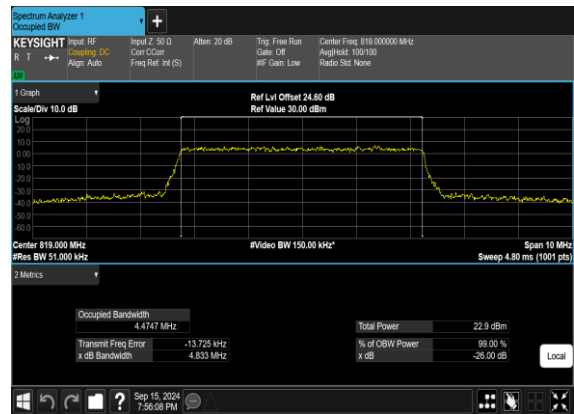 Spectrum Analyzer 1
Occupied BW
+
KEYSIGHT Input: RF Input Z: 50 Ω Atten: 20 dB Trig: Free Run Center Freq: 819.000000 MHz
R T Coupling: DC Corr CCorr Gate: Off Avg|Hold: 100/100
Align: Auto Freq Ref: Int (S) #IF Gain: Low Radio Std: None
LV
1 Graph Ref Lvl Offset 24.60 dB
Scale/Div 10.0 dB Ref Value 30.00 dBm
Log
20.0
10.0
0.00
-10.0
-20.0
-30.0
-40.0
-50.0
-60.0
Center 819.000 MHz #Video BW 150.00 kHz* Span 10 MHz
#Res BW 51.000 kHz Sweep 4.80 ms (1001 pts)
2 Metrics
Occupied Bandwidth
4.4747 MHz Total Power 22.9 dBm
Transmit Freq Error -13.725 kHz % of OBW Power 99.00 %
x dB Bandwidth 4.833 MHz x dB -26.00 dB
Local
? Sep 15, 2024
7:56:08 PM